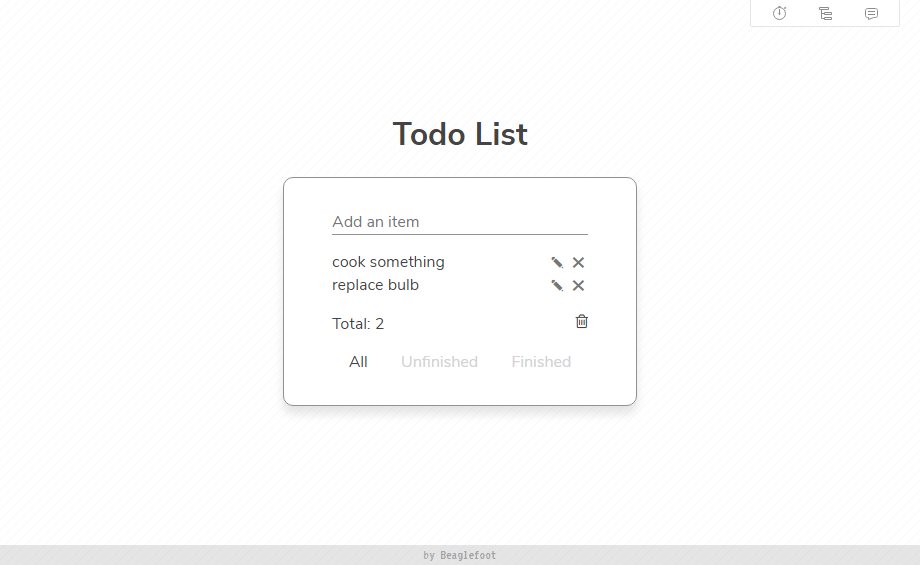 Todo List
Add an item
cook something
replace bulb
Total: 2
All Unfinished Finished
by Beaglefoot